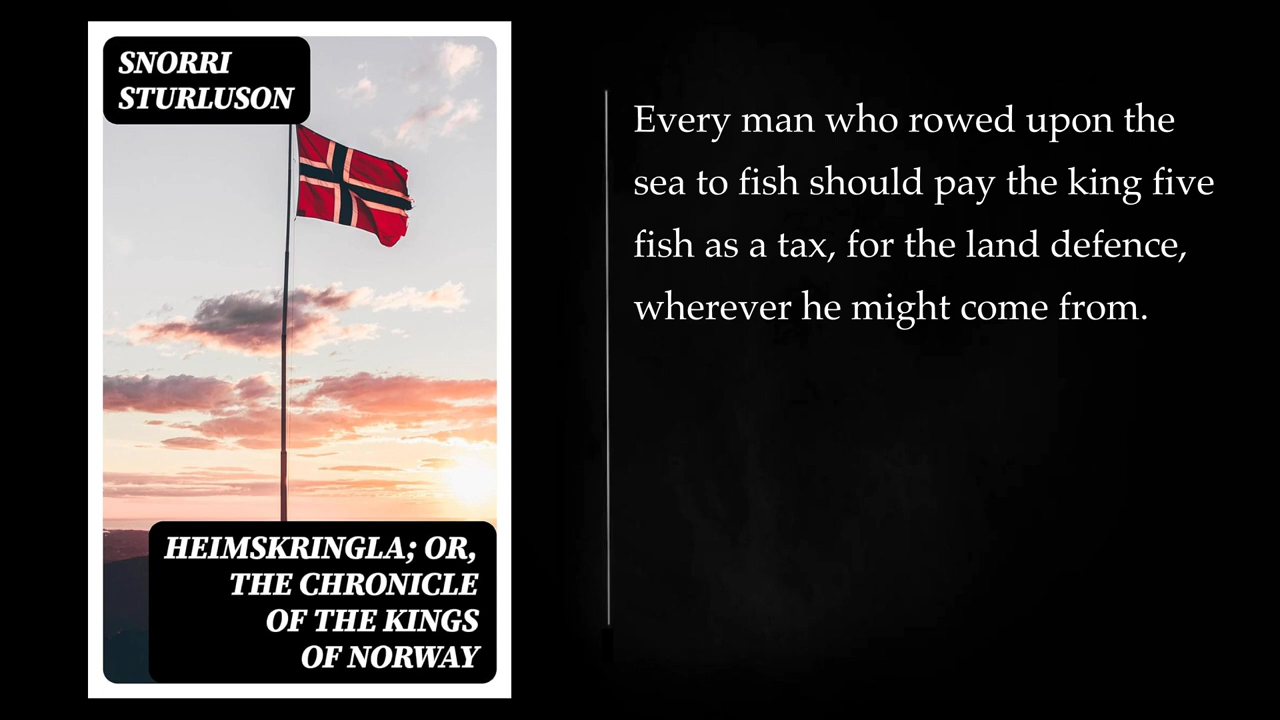 SNORRI
STURLUSON
HEIMSKRINGLA; OR,
THE CHRONICLE
OF THE KINGS
OF NORWAY
Every man who rowed upon the
sea to fish should pay the king five
fish as a tax, for the land defence,
wherever he might come from.